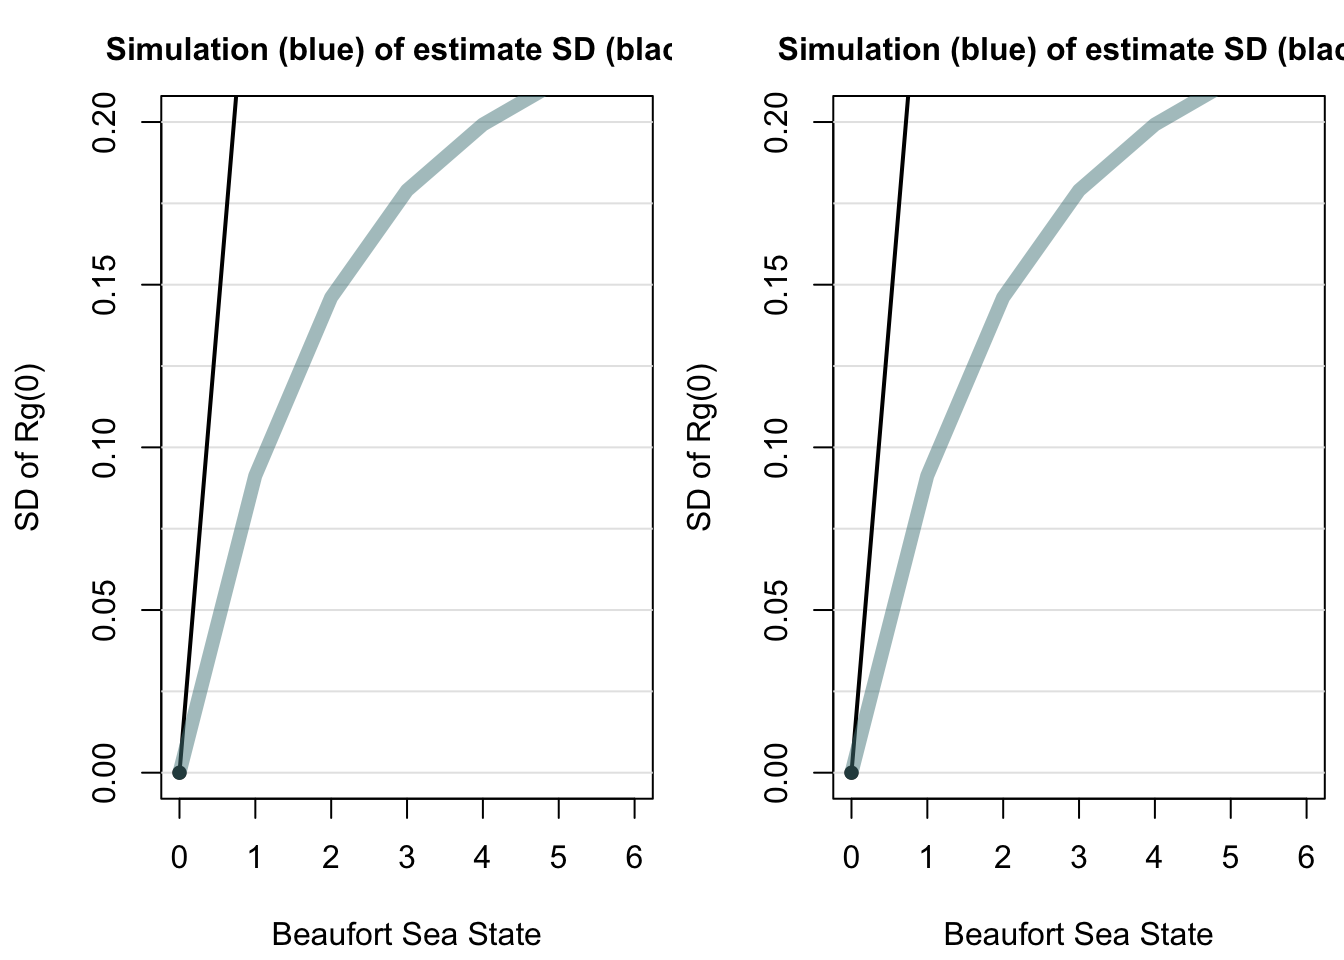 Simulation (blue) of estimate SD (blac
SD of Rg(0)
0.20
0.15
0.10
0.05
0.00
0 1 2 3 4 5 6
Beaufort Sea State
Simulation (blue) of estimate SD (blac
SD of Rg(0)
0.20
0.15
0.10
0.05
0.00
0 1 2 3 4 5 6
Beaufort Sea State